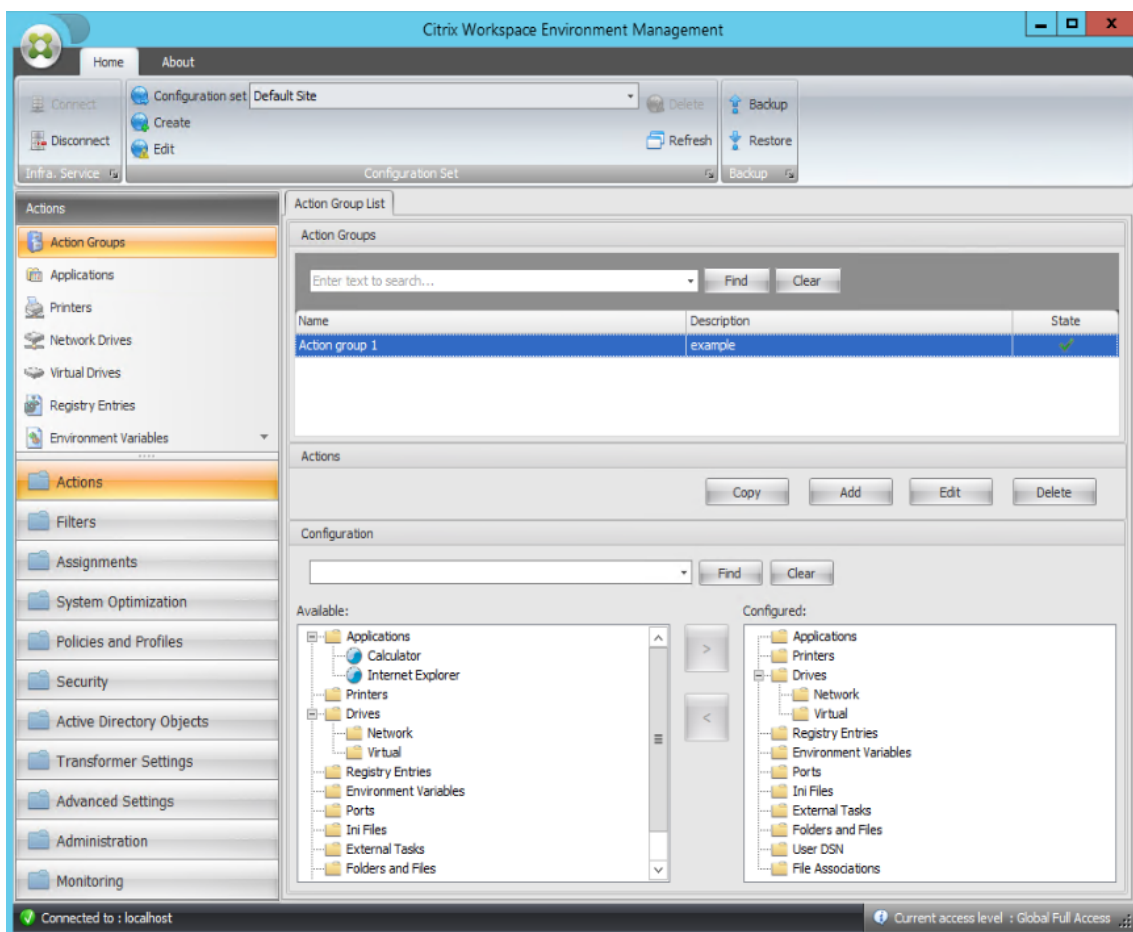 Citrix Workspace Environment Management
Home About
Connect
Disconnect
Infra. Service
Configuration set Default Site
Create
Edit
Delete
Refresh
Configuration Set
Backup
Restore
Backup
Actions
Action Groups
Applications
Printers
Network Drives
Virtual Drives
Registry Entries
Environment Variables
Actions
Filters
Assignments
System Optimization
Policies and Profiles
Security
Active Directory Objects
Transformer Settings
Advanced Settings
Administration
Monitoring
Action Group List
Action Groups
Enter text to search... Find Clear
Name Description State
Action group 1 example
Actions
Copy Add Edit Delete
Configuration
Find Clear
Available:
Applications
Calculator
Internet Explorer
Printers
Drives
Network
Virtual
Registry Entries
Environment Variables
Ports
Ini Files
External Tasks
Folders and Files
>
<
Configured:
Applications
Printers
Drives
Network
Virtual
Registry Entries
Environment Variables
Ports
Ini Files
External Tasks
Folders and Files
User DSN
File Associations
Connected to : localhost
Current access level : Global Full Access